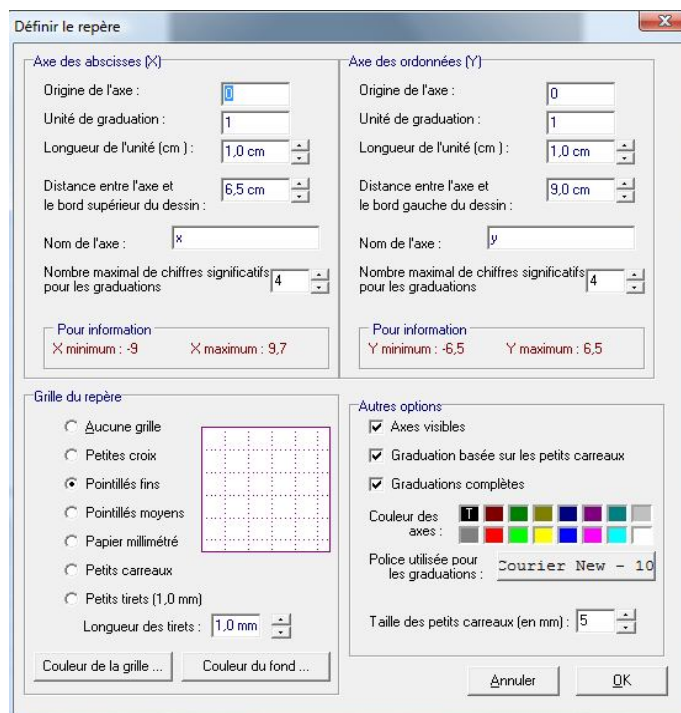 Définir le repère
Axe des abscisses (X)
Origine de l'axe : 0
Unité de graduation : 1
Longueur de l'unité (cm ) : 1,0 cm
Distance entre l'axe et
le bord supérieur du dessin : 6,5 cm
Nom de l'axe : x
Nombre maximal de chiffres significatifs
pour les graduations 4
Pour information
X minimum : -9 X maximum : 9,7
Axe des ordonnées (Y)
Origine de l'axe : 0
Unité de graduation : 1
Longueur de l'unité (cm ) : 1,0 cm
Distance entre l'axe et
le bord gauche du dessin : 9,0 cm
Nom de l'axe : y
Nombre maximal de chiffres significatifs
pour les graduations 4
Pour information
Y minimum : -6,5 Y maximum : 6,5
Grille du repère
Aucune grille
Petites croix
Pointillés fins
Pointillés moyens
Papier millimétré
Petits carreaux
Petits tirets (1,0 mm)
Longueur des tirets : 1,0 mm
Couleur de la grille ... Couleur du fond ...
Autres options
Axes visibles
Graduation basée sur les petits carreaux
Graduations complètes
Couleur des
axes : T
Police utilisée pour
les graduations : Courier New - 10
Taille des petits carreaux (en mm) : 5
Annuler OK